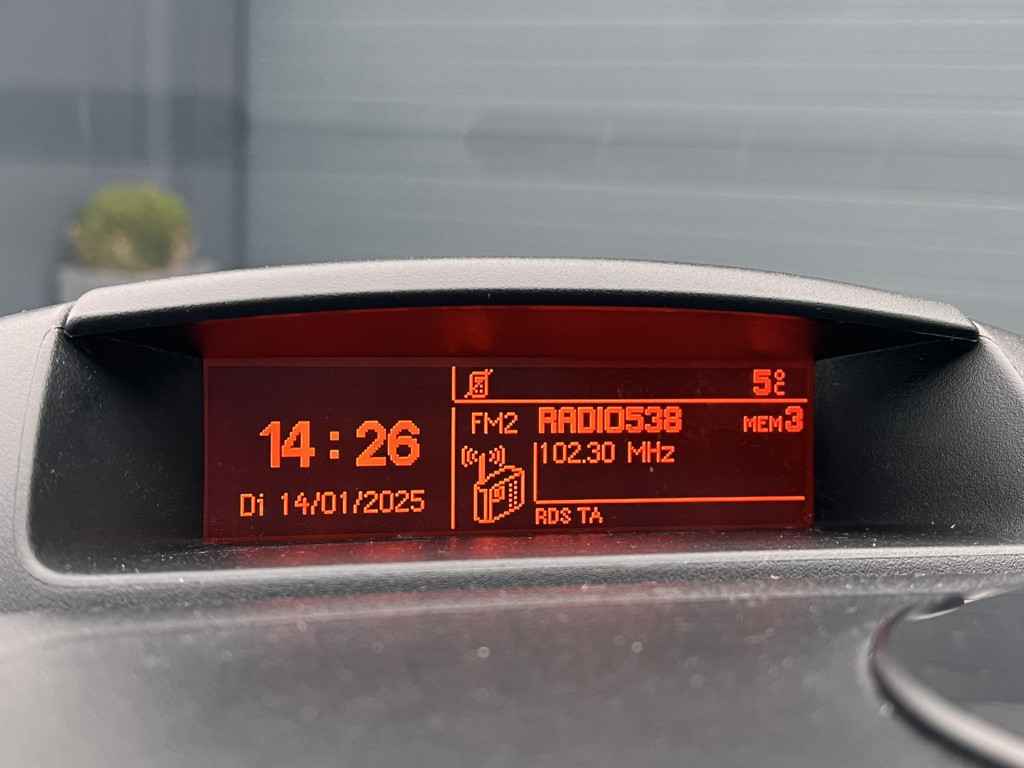 14:26
Di 14/01/2025
5°C
FM2 RADIO538 MEM3
102.30 MHz
RDS TA